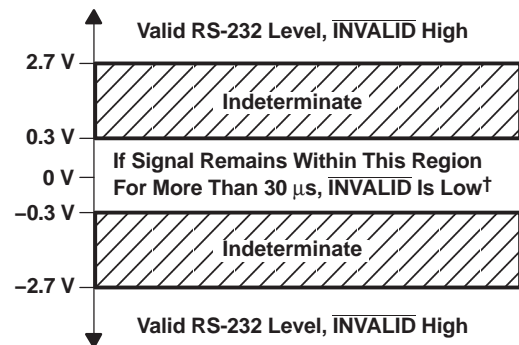 Valid RS-232 Level, INVALID High
2.7 V
Indeterminate
0.3 V
If Signal Remains Within This Region
0 V
For More Than 30 μs, INVALID Is Low†
–0.3 V
Indeterminate
–2.7 V
Valid RS-232 Level, INVALID High